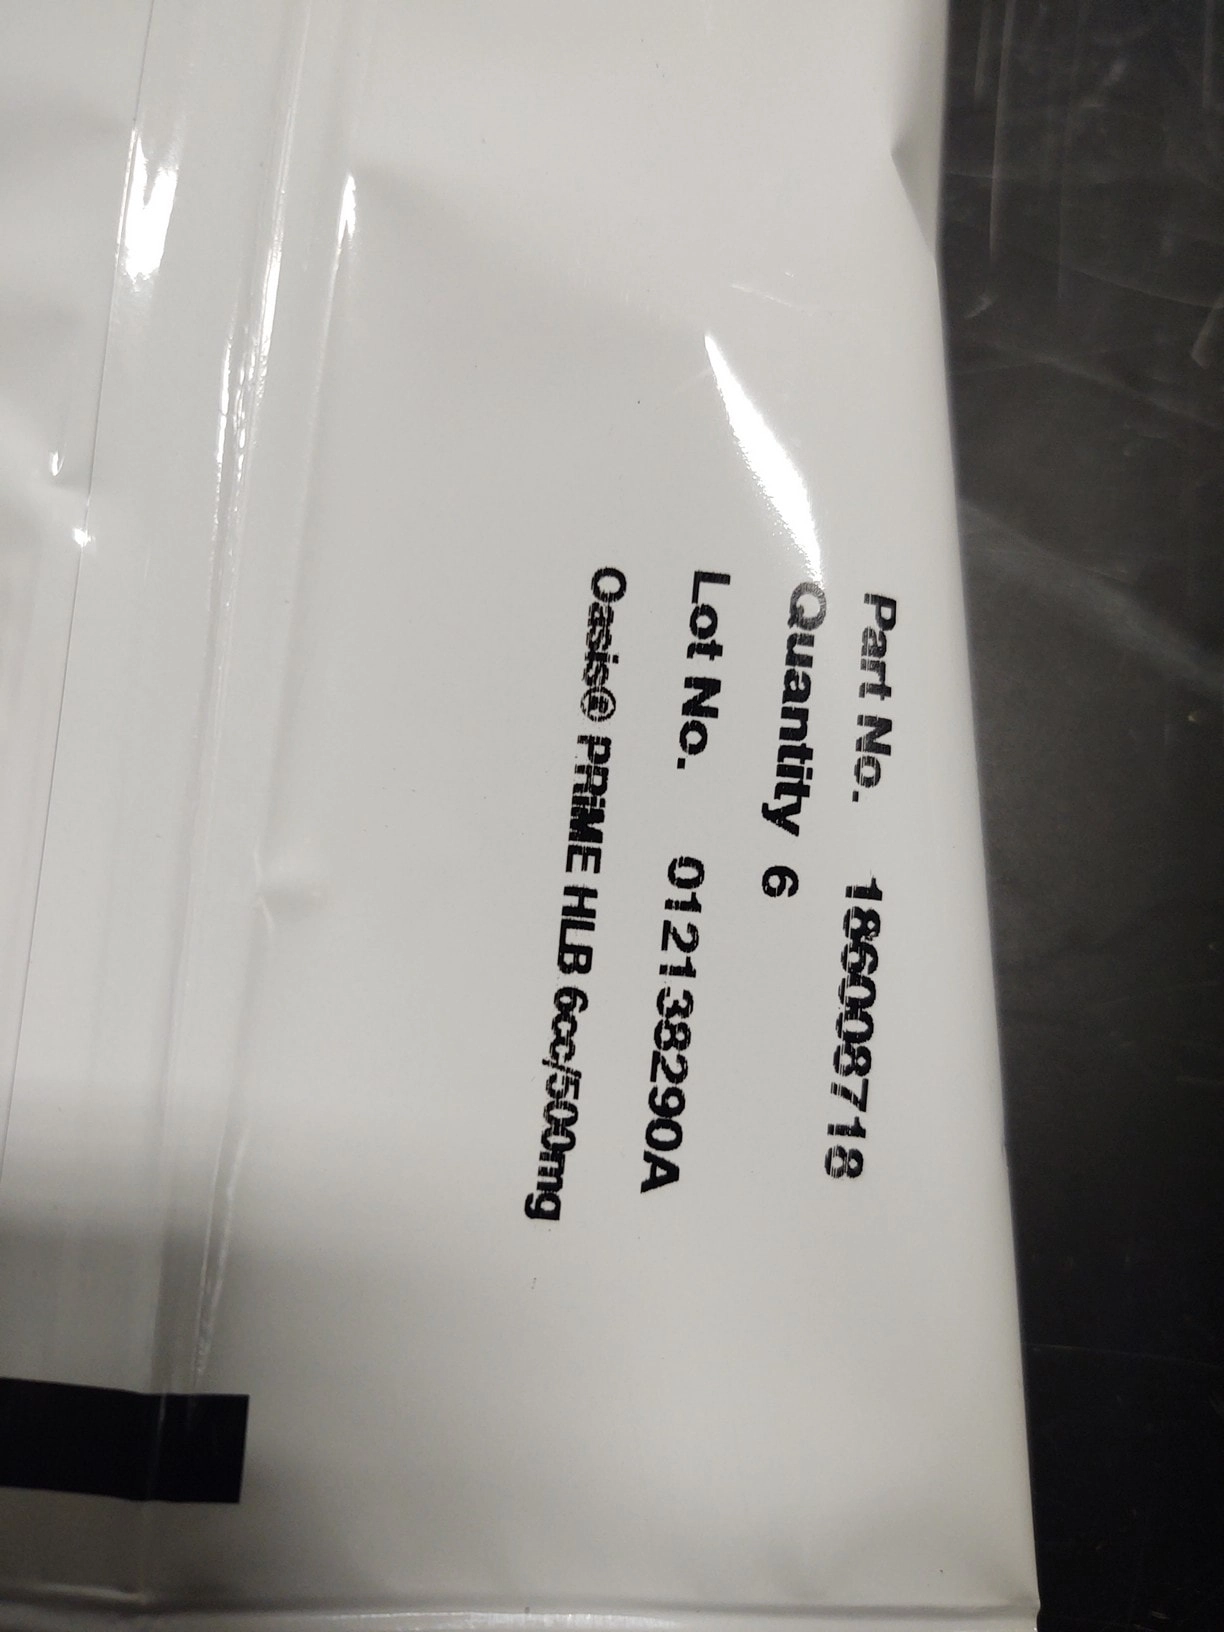 Part No. 186008718
Quantity 6
Lot No. 012138290A
Oasis® PRiME HLB 6cc/500mg